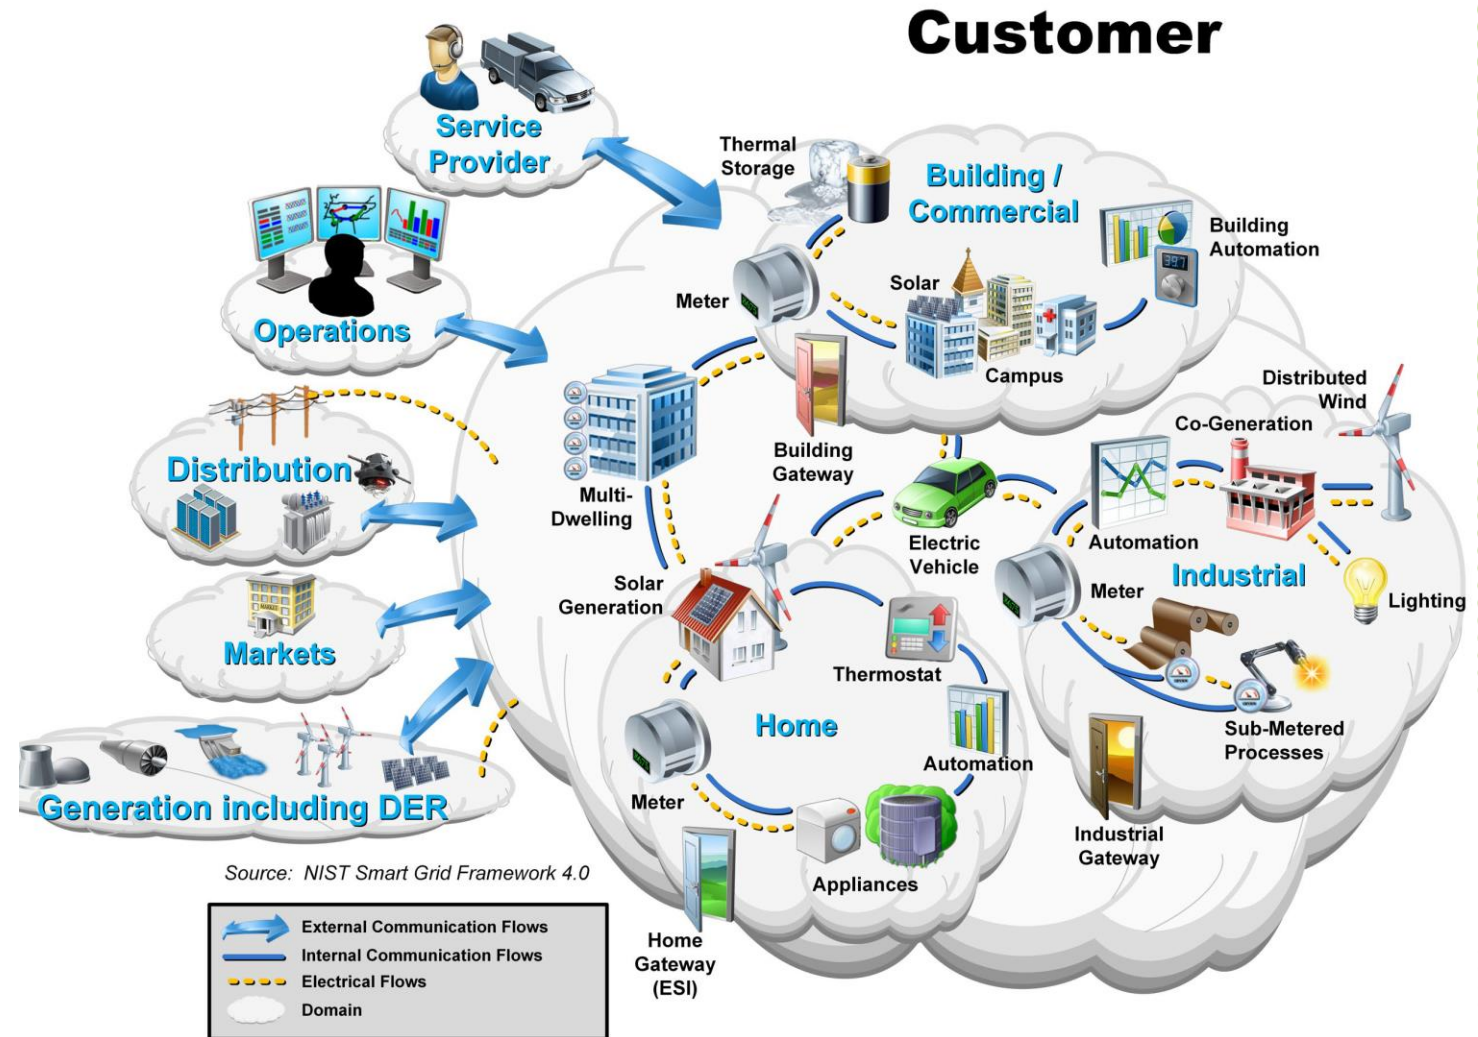 Customer
Service
Provider
Thermal
Storage
Building /
Commercial
Building
Automation
Solar
Meter
Operations
Campus
Distributed
Wind
Co-Generation
Building
Gateway
Distribution
Multi-
Dwelling
Electric
Vehicle
Automation
Industrial
Meter
Lighting
Solar
Generation
Markets
Thermostat
Home
Sub-Metered
Processes
Automation
Meter
Generation including DER
Industrial
Gateway
Appliances
Source: NIST Smart Grid Framework 4.0
External Communication Flows
Internal Communication Flows
Electrical Flows
Domain
Home
Gateway
(ESI)